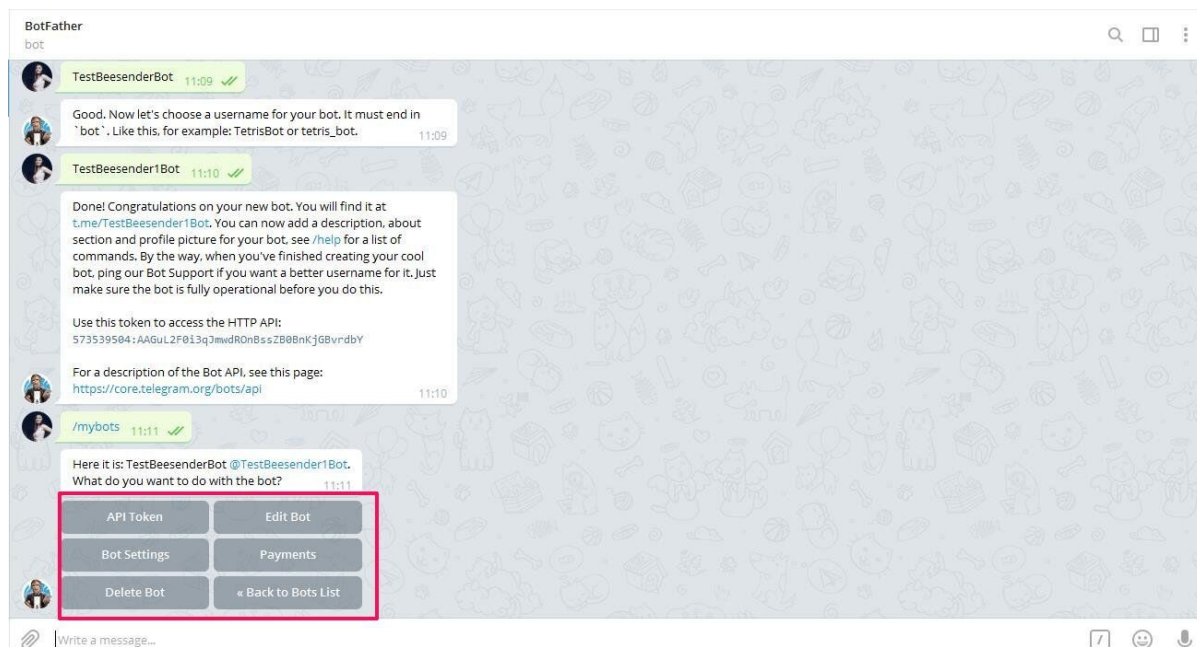 BotFather
bot
TestBeesenderBot 11:09
Good. Now let's choose a username for your bot. It must end in
`bot`. Like this, for example: TetrisBot or tetris_bot. 11:09
TestBeesender1Bot 11:10
Done! Congratulations on your new bot. You will find it at
t.me/TestBeesender1Bot. You can now add a description, about
section and profile picture for your bot, see /help for a list of
commands. By the way, when you've finished creating your cool
bot, ping our Bot Support if you want a better username for it. Just
make sure the bot is fully operational before you do this.
Use this token to access the HTTP API:
573539504:AAGuL2F0i3qJmwdROnBssZB0BnKjGBvrdbY
For a description of the Bot API, see this page:
https://core.telegram.org/bots/api 11:10
/mybots 11:11
Here it is: TestBeesenderBot @TestBeesender1Bot.
What do you want to do with the bot? 11:11
API Token Edit Bot
Bot Settings Payments
Delete Bot « Back to Bots List
Write a message...